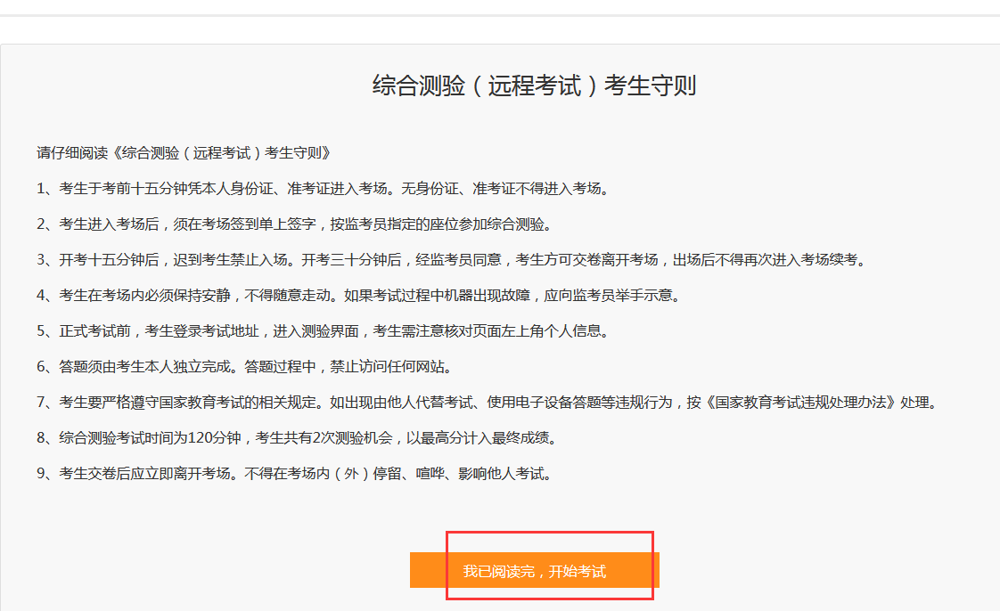 综合测验（远程考试）考生守则
请仔细阅读《综合测验（远程考试）考生守则》
1、考生于考前十五分钟凭本人身份证、准考证进入考场。无身份证、准考证不得进入考场。
2、考生进入考场后，须在考场签到单上签字，按监考员指定的座位参加综合测验。
3、开考十五分钟后，迟到考生禁止入场。开考三十分钟后，经监考员同意，考生方可交卷离开考场，出场后不得再次进入考场续考。
4、考生在考场内必须保持安静，不得随意走动。如果考试过程中机器出现故障，应向监考员举手示意。
5、正式考试前，考生登录考试地址，进入测验界面，考生需注意核对页面左上角个人信息。
6、答题须由考生本人独立完成。答题过程中，禁止访问任何网站。
7、考生要严格遵守国家教育考试的相关规定。如出现由他人代替考试、使用电子设备答题等违规行为，按《国家教育考试违规处理办法》处理。
8、综合测验考试时间为120分钟，考生共有2次测验机会，以最高分计入最终成绩。
9、考生交卷后应立即离开考场。不得在考场内（外）停留、喧哗、影响他人考试。
我已阅读完，开始考试